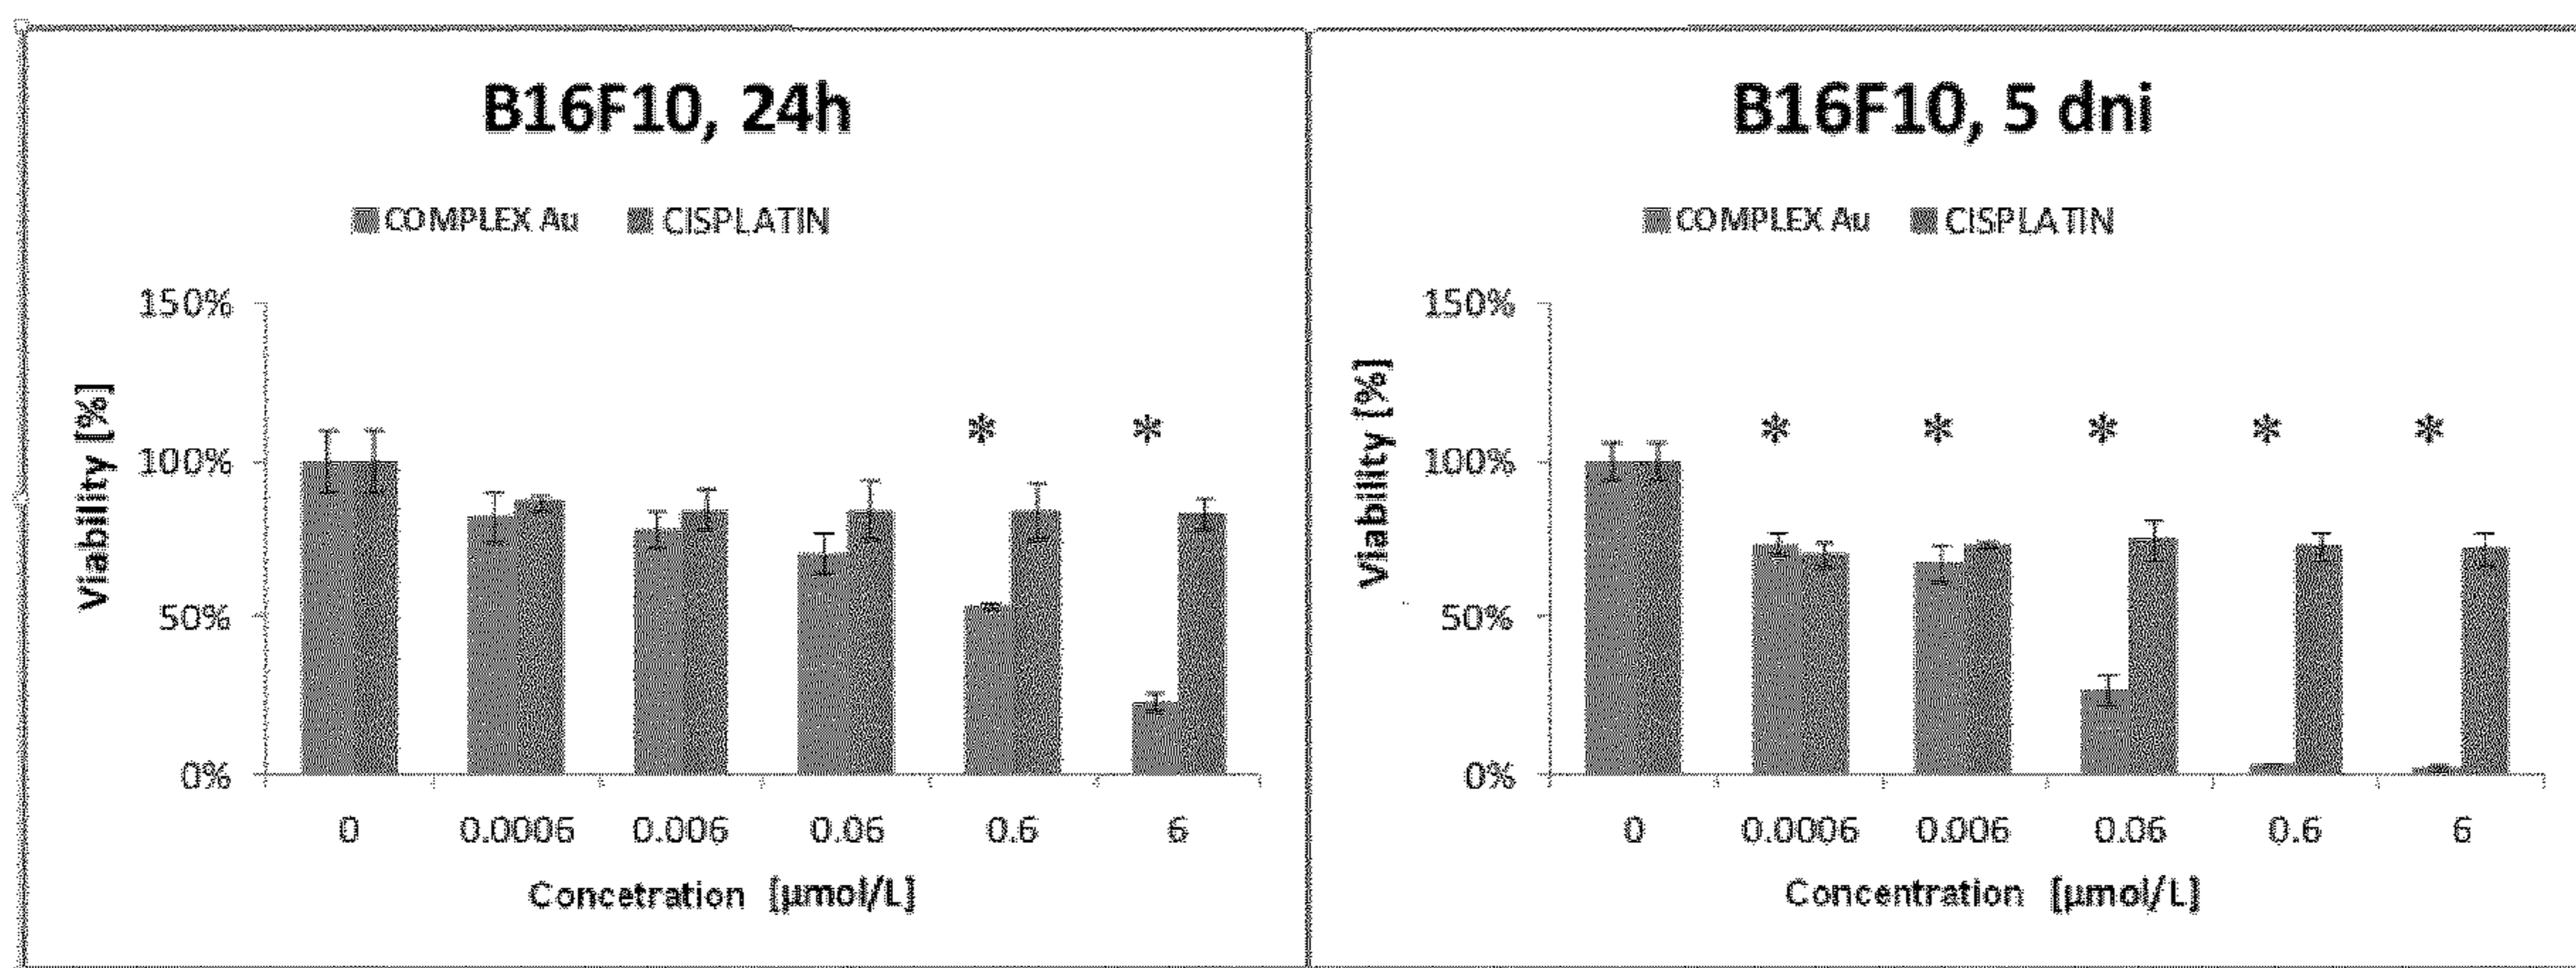 B16F10, 24h
COMPLEX Au CISPLATIN
150%
100%
50%
0%
Viability [%]
* *
0 0.0006 0.006 0.06 0.6 6
Concetration [µmol/L]
B16F10, 5 dni
COMPLEX Au CISPLATIN
150%
100%
50%
0%
Viability [%]
* * * * *
0 0.0006 0.006 0.06 0.6 6
Concentration [µmol/L]